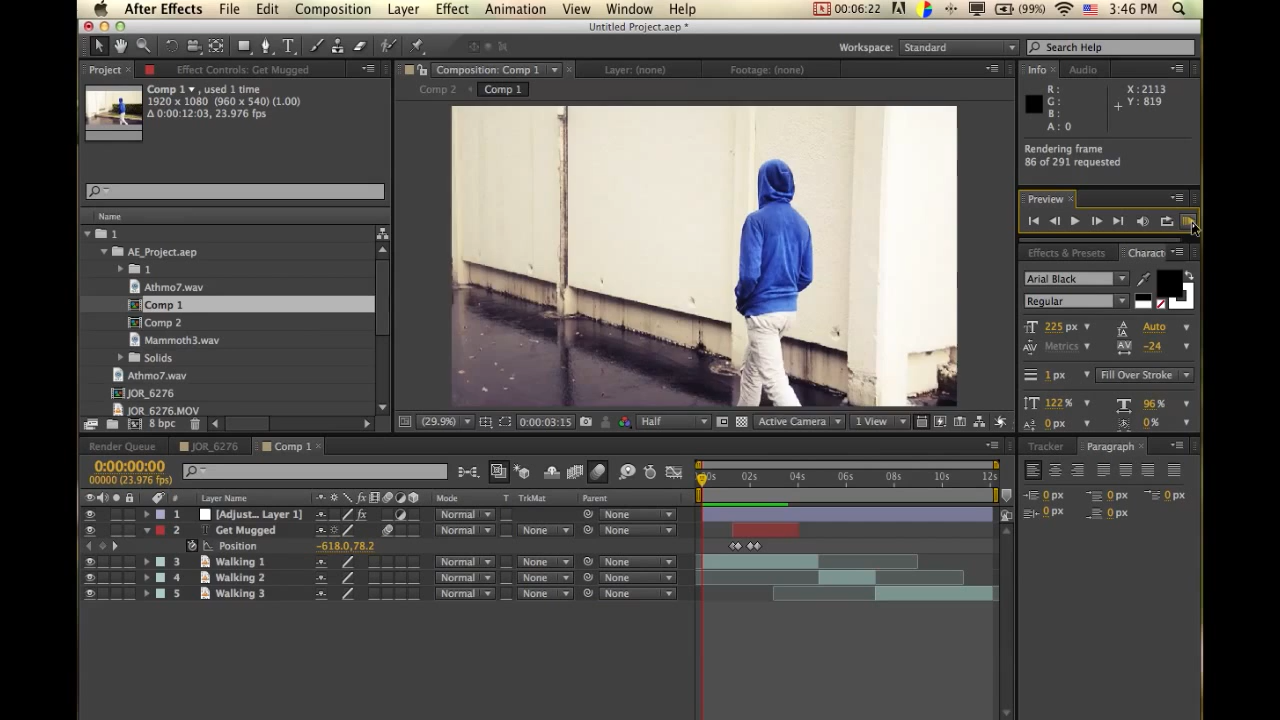 After Effects File Edit Composition Layer Effect Animation View Window Help 00:06:22 (99%) 3:46 PM
Untitled Project.aep *
Workspace: Standard Search Help
Project Effect Controls: Get Mugged Composition: Comp 1 Layer: (none) Footage: (none) Info Audio
Comp 1 , used 1 time
1920 x 1080 (960 x 540) (1.00)
Δ 0:00:12:03, 23.976 fps
Comp 2 Comp 1
R :
G :
B :
A : 0
X : 2113
Y : 819
Rendering frame
86 of 291 requested
Preview
Name
1
AE_Project.aep
1
Athmo7.wav
Comp 1
Comp 2
Mammoth3.wav
Solids
Athmo7.wav
JOR_6276
JOR_6276.MOV
8 bpc
(29.9%) 0:00:03:15 Half Active Camera 1 View
Effects & Presets Charact
Arial Black
Regular
225 px Auto
Metrics -24
1 px Fill Over Stroke
122 % 96 %
0 px 0 %
Render Queue JOR_6276 Comp 1
Tracker Paragraph
0:00:00:00
00000 (23.976 fps)
02s 04s 06s 08s 10s 12s
# Layer Name Mode T TrkMat Parent
1 [Adjust... Layer 1] Normal None
2 Get Mugged Normal None None
Position -618.0,78.2
3 Walking 1 Normal None None
4 Walking 2 Normal None None
5 Walking 3 Normal None None
0 px 0 px 0 px
0 px 0 px